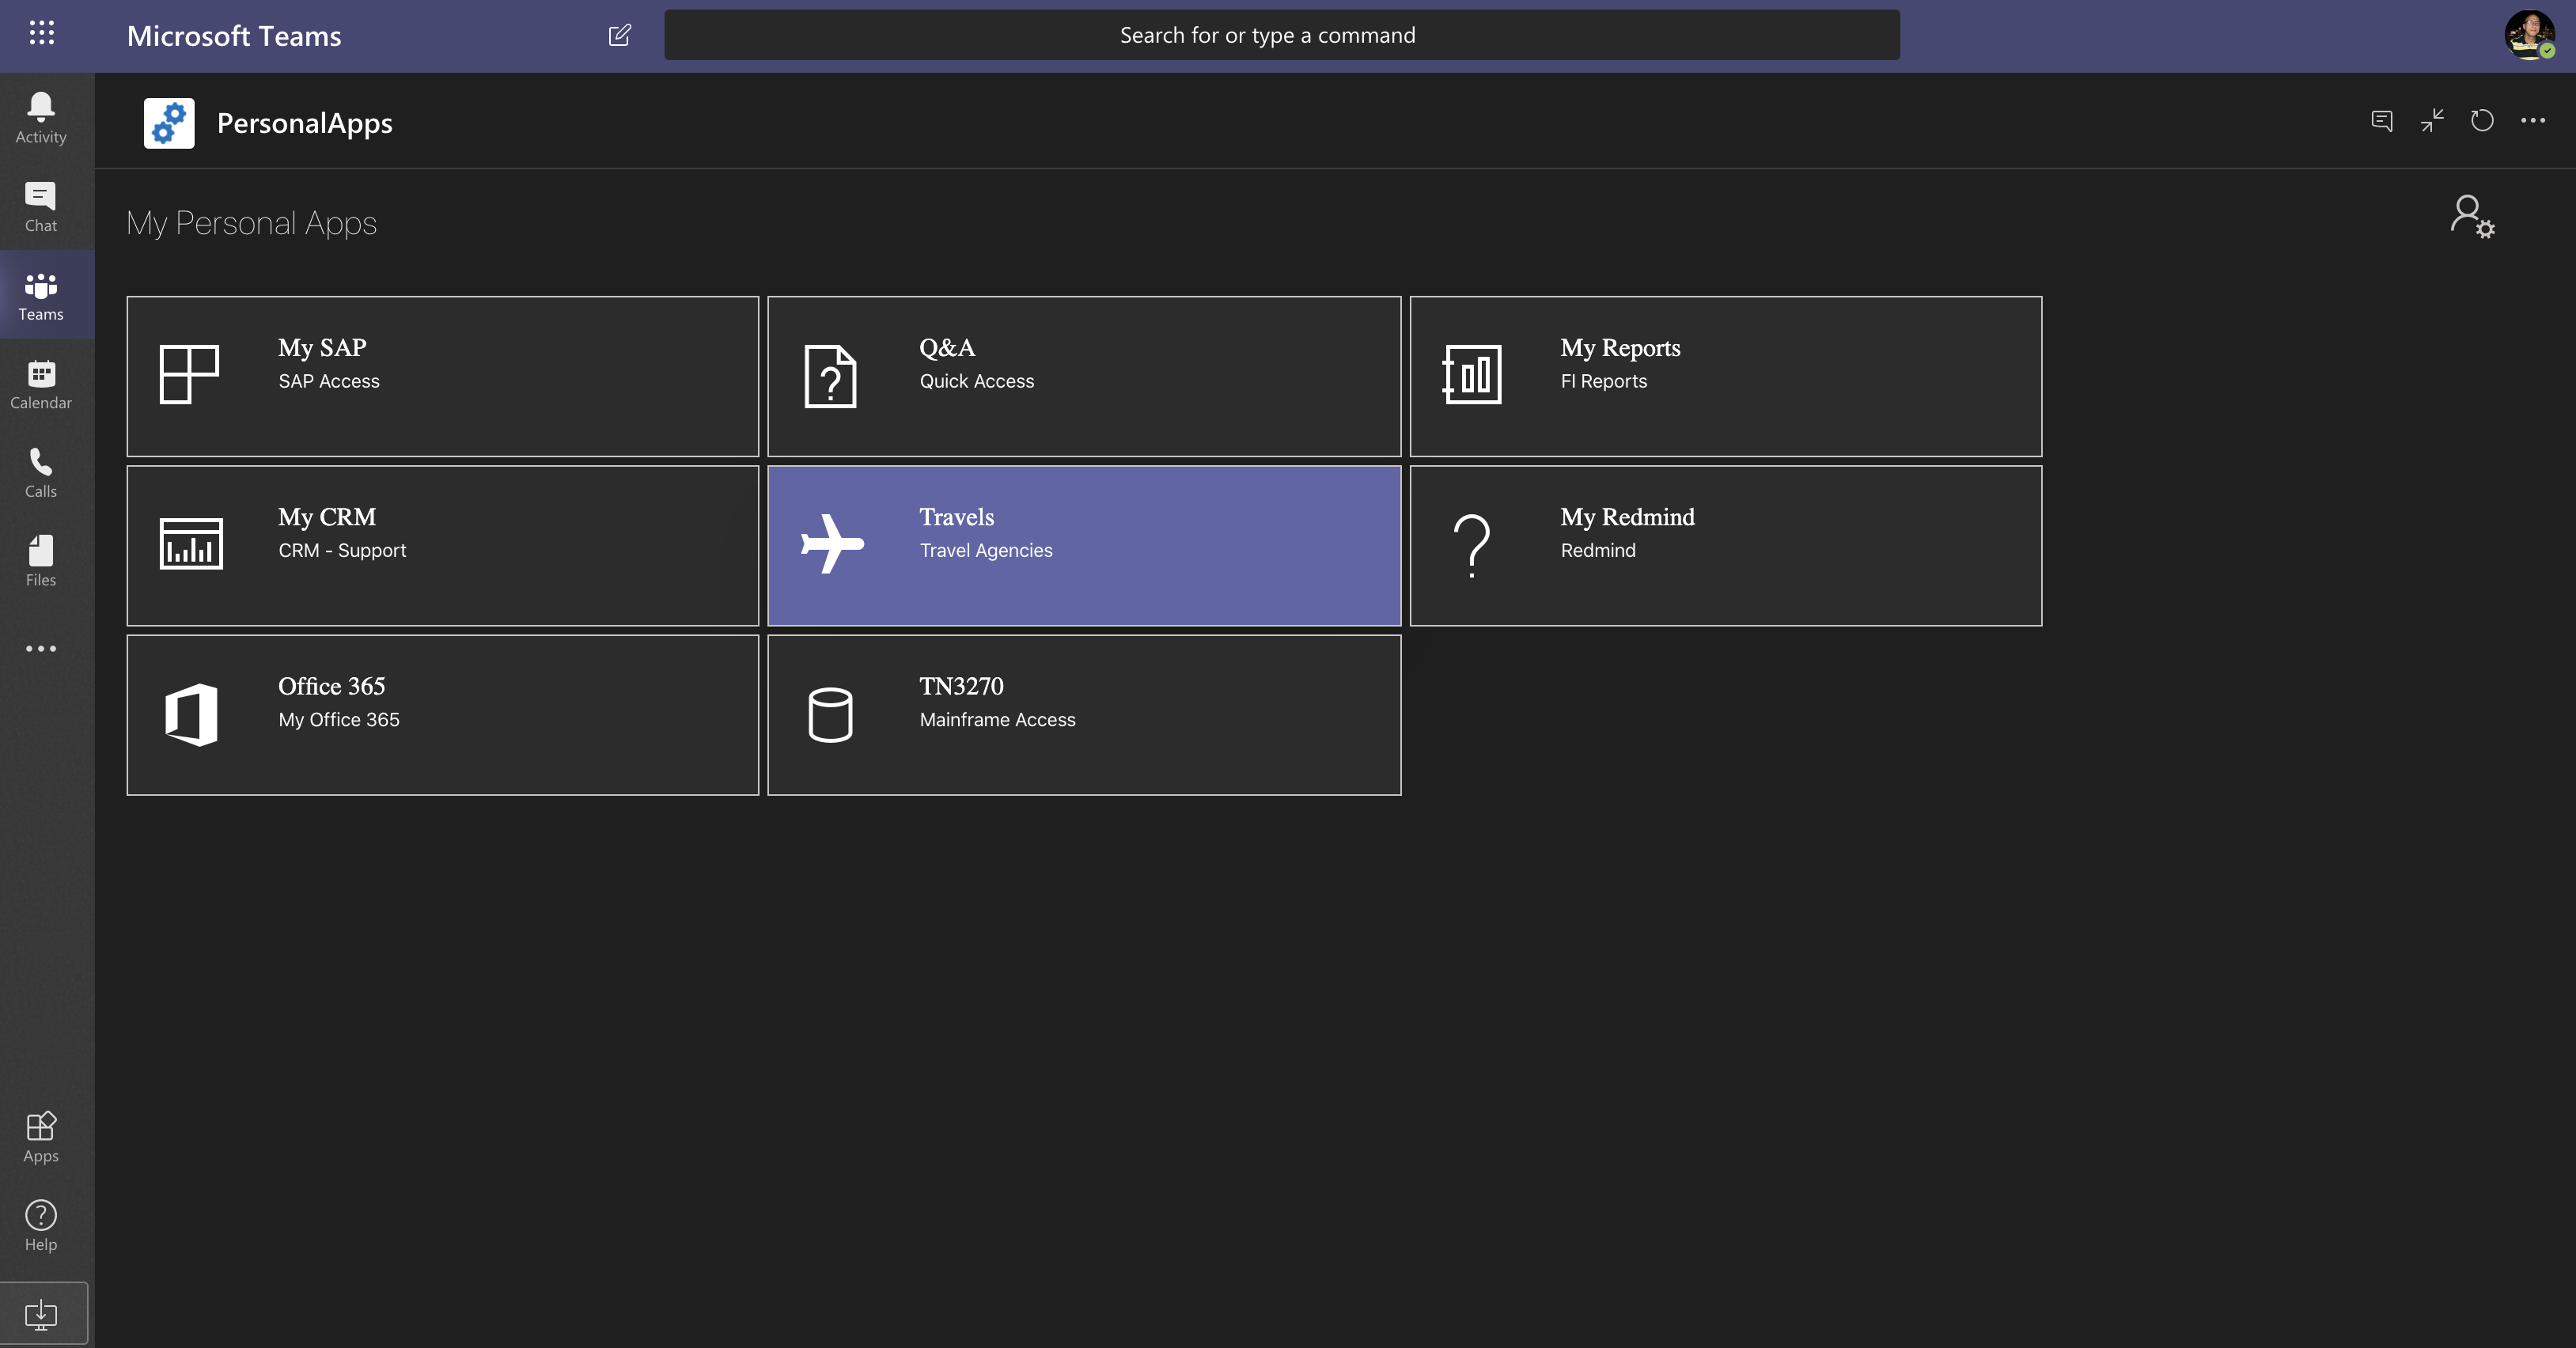 Microsoft Teams
Search for or type a command
Activity
Chat
Teams
Calendar
Calls
Files
Apps
Help
PersonalApps
My Personal Apps
My SAP
SAP Access
Q&A
Quick Access
My Reports
FI Reports
My CRM
CRM - Support
Travels
Travel Agencies
My Redmind
Redmind
Office 365
My Office 365
TN3270
Mainframe Access